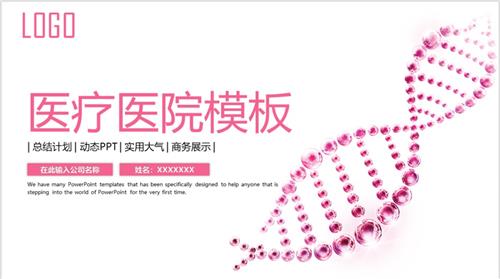 LOGO
医疗医院模板
| 总结计划 | 动态PPT | 实用大气 | 商务展示 |
在此输入公司名称 姓名：XXXXXXX
We have many PowerPoint templates that has been specifically designed to help anyone that is
stepping into the world of PowerPoint for the very first time.